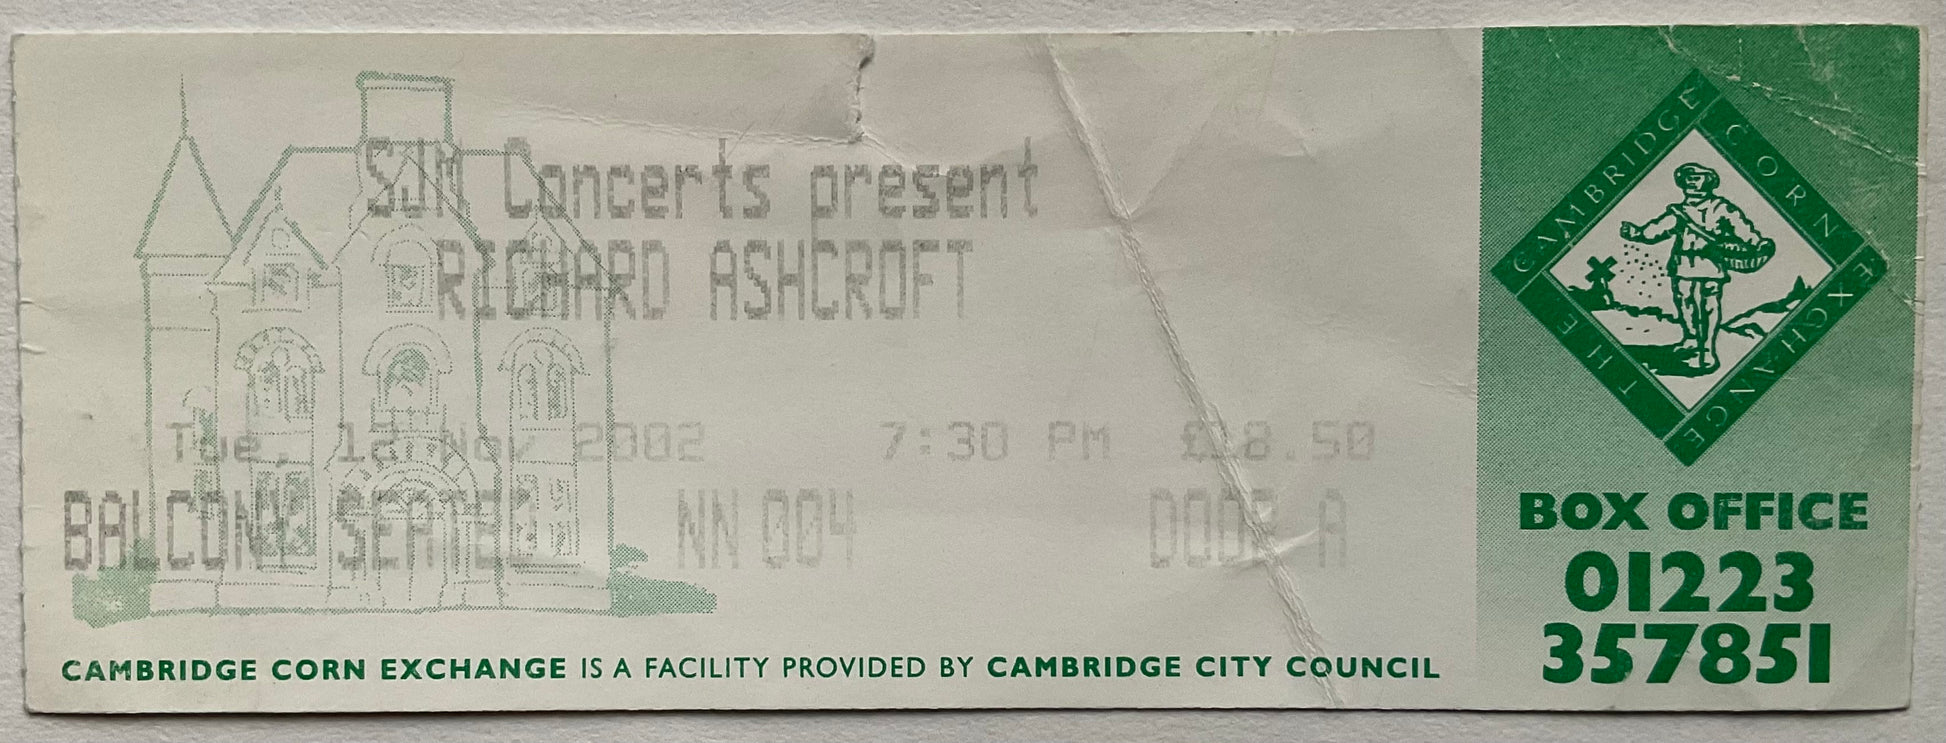 SJM Concerts present
RICHARD ASHCROFT
Tue, 12 Nov 2002 7:30 PM £18.50
BALCONY SEATED NN 004 DOOR A
CAMBRIDGE CORN EXCHANGE IS A FACILITY PROVIDED BY CAMBRIDGE CITY COUNCIL
THE CAMBRIDGE CORN EXCHANGE
BOX OFFICE
01223
357851